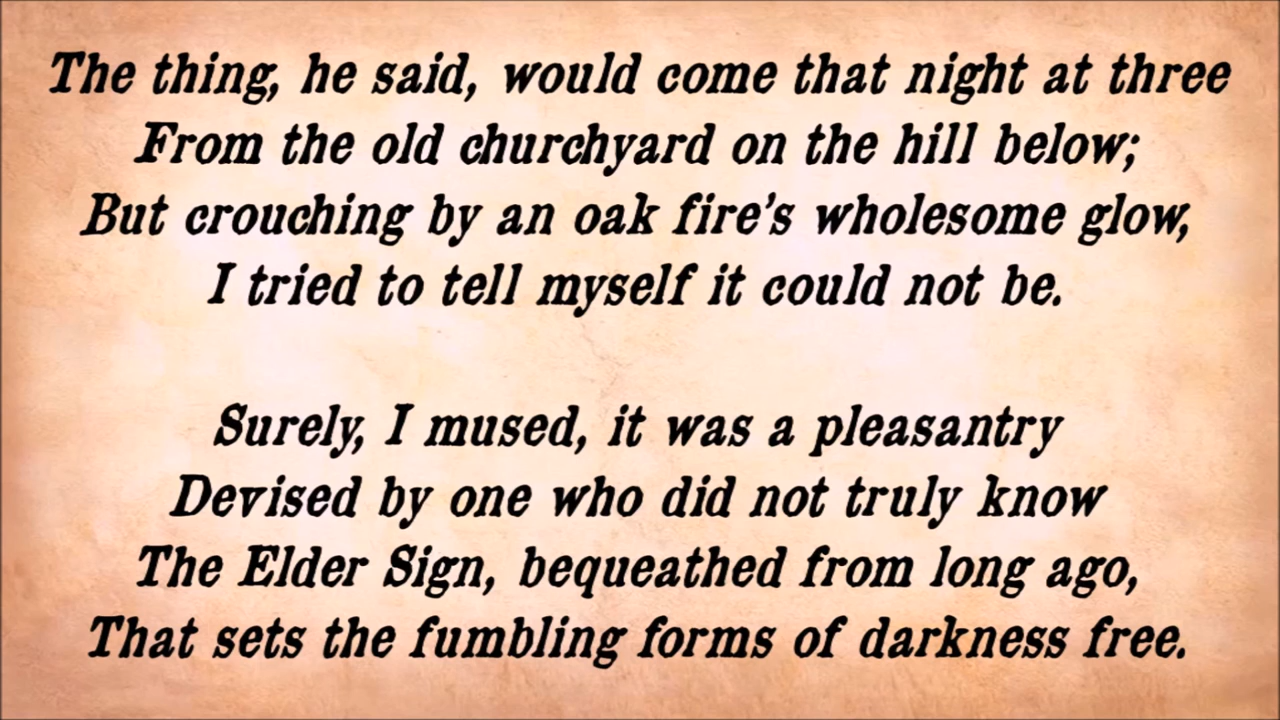 The thing, he said, would come that night at three
From the old churchyard on the hill below;
But crouching by an oak fire's wholesome glow,
I tried to tell myself it could not be.
Surely, I mused, it was a pleasantry
Devised by one who did not truly know
The Elder Sign, bequeathed from long ago,
That sets the fumbling forms of darkness free.